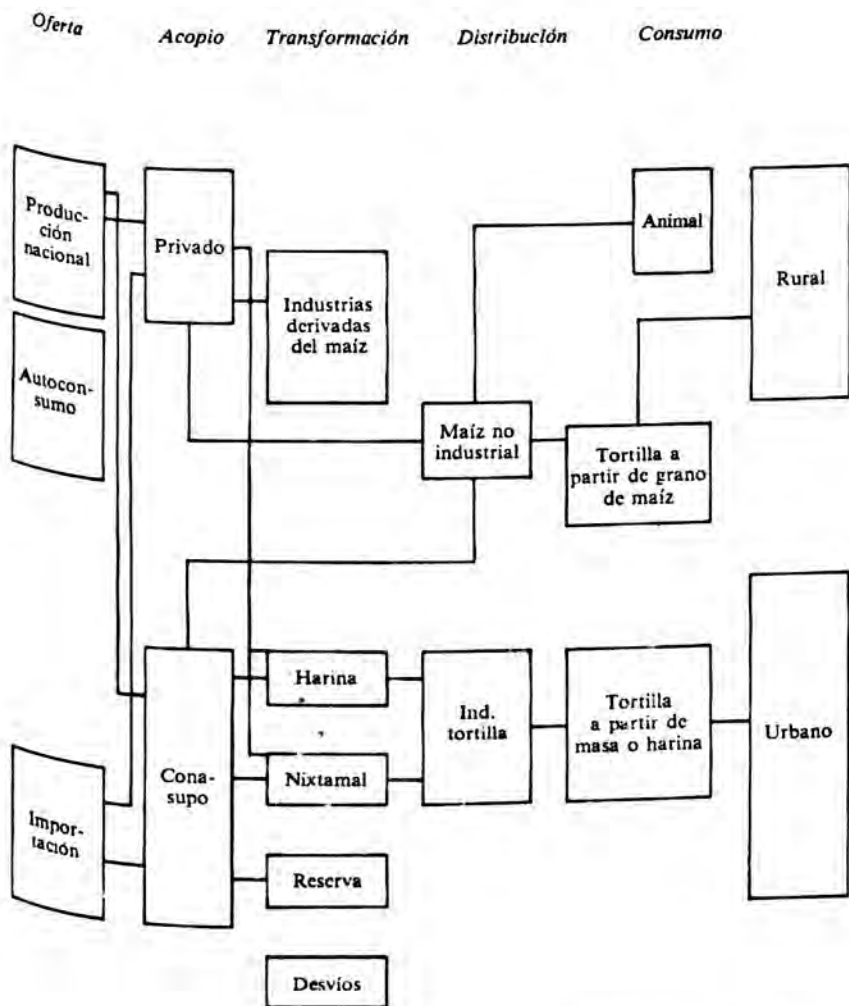 Oferta
Acopio
Transformación
Distribuclón
Consumo
Produc-
ción
nacional
Privado
Animal
Rural
Industrias
derivadas
del maíz
Autocon-
sumo
Maíz no
industrial
Tortilla a
partir de grano
de maíz
Harina
Ind.
tortilla
Tortilla
a partir de
masa o harina
Urbano
Cona-
supo
Nixtamal
Impor-
tación
Reserva
Desvíos